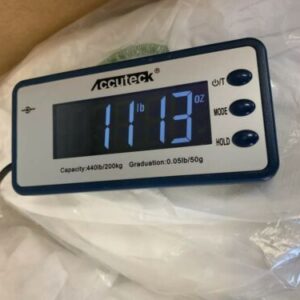 Accuteck®
lb
11 13 OZ
⏻/T
MODE
HOLD
Capacity:440lb/200kg Graduation:0.05lb/50g